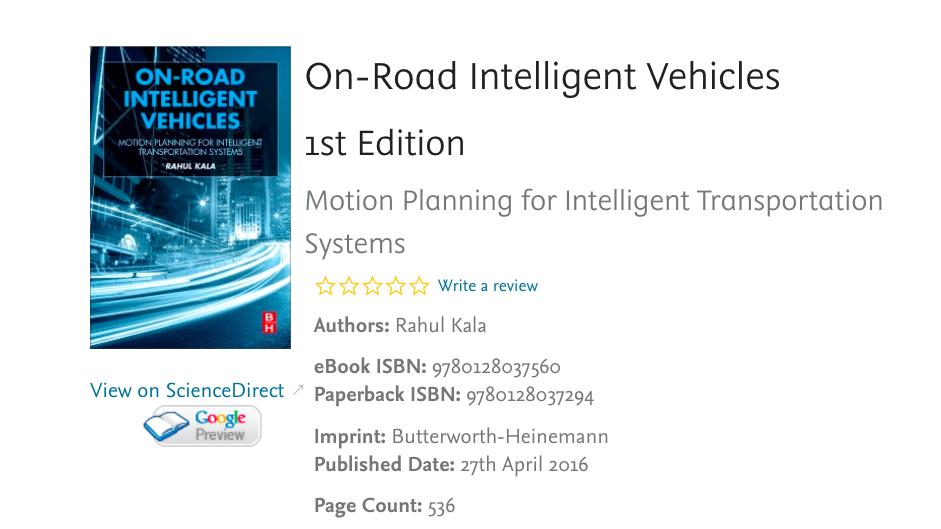 ON-ROAD
INTELLIGENT
VEHICLES
MOTION PLANNING FOR INTELLIGENT
TRANSPORTATION SYSTEMS
RAHUL KALA
B
H
View on ScienceDirect
Google
Preview
On-Road Intelligent Vehicles
1st Edition
Motion Planning for Intelligent Transportation
Systems
Write a review
Authors: Rahul Kala
eBook ISBN: 9780128037560
Paperback ISBN: 9780128037294
Imprint: Butterworth-Heinemann
Published Date: 27th April 2016
Page Count: 536